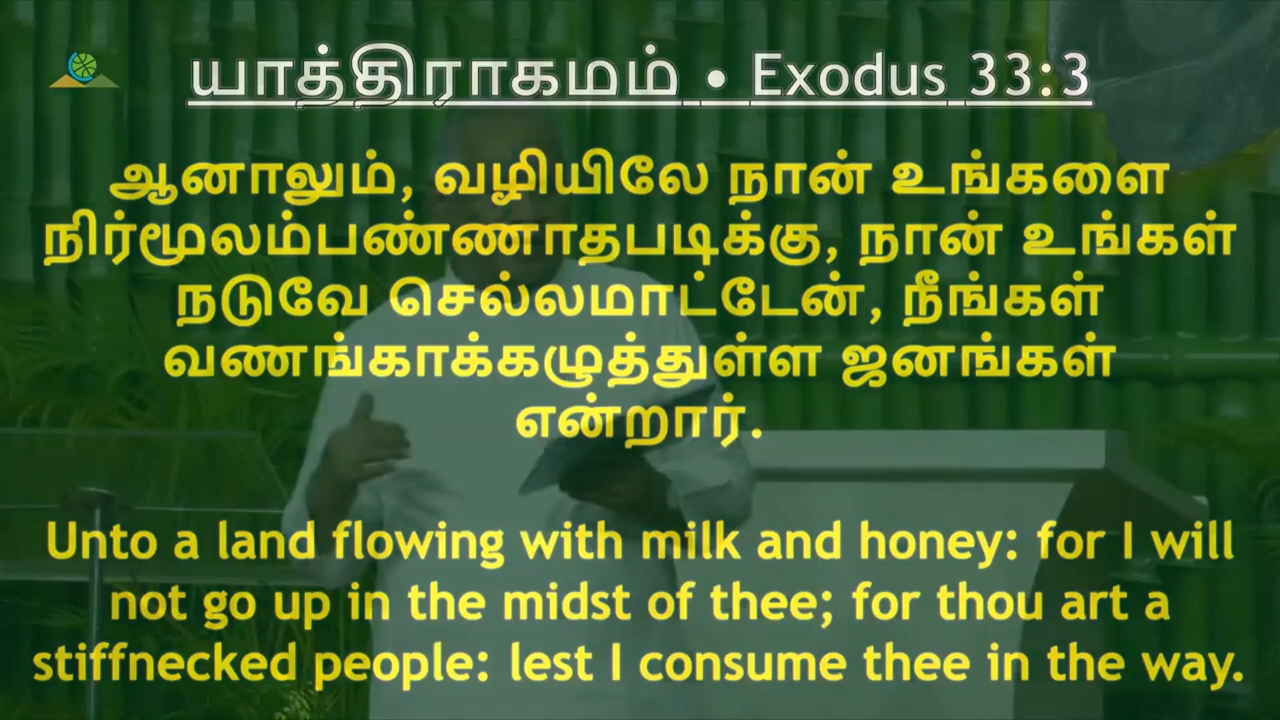 யாத்திராகமம் • Exodus 33:3
ஆனாலும், வழியிலே நான் உங்களை
நிர்மூலம்பண்ணாதபடிக்கு, நான் உங்கள்
நடுவே செல்லமாட்டேன், நீங்கள்
வணங்காக்கழுத்துள்ள ஜனங்கள்
என்றார்.
Unto a land flowing with milk and honey: for I will
not go up in the midst of thee; for thou art a
stiffnecked people: lest I consume thee in the way.